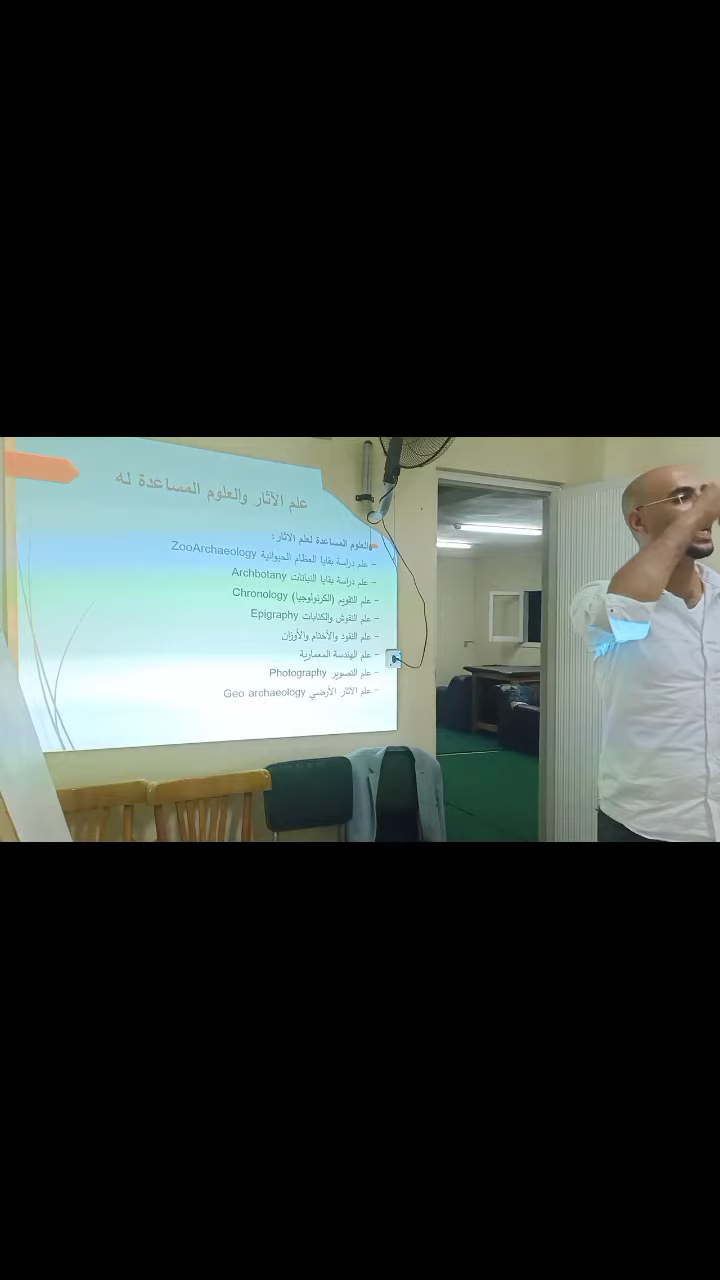 علم الآثار والعلوم المساعدة له
العلوم المساعدة لعلم الاثار :
- علم دراسة بقايا العظام الحيوانية ZooArchaeology
- علم دراسة بقايا النباتات Archbotany
- علم التقويم (الكرنولوجيا) Chronology
- علم النقوش والكتابات Epigraphy
- علم النقود والأختام والأوزان
- علم الهندسة المعمارية
- علم التصوير Photography
- علم الآثار الأرضي Geo archaeology